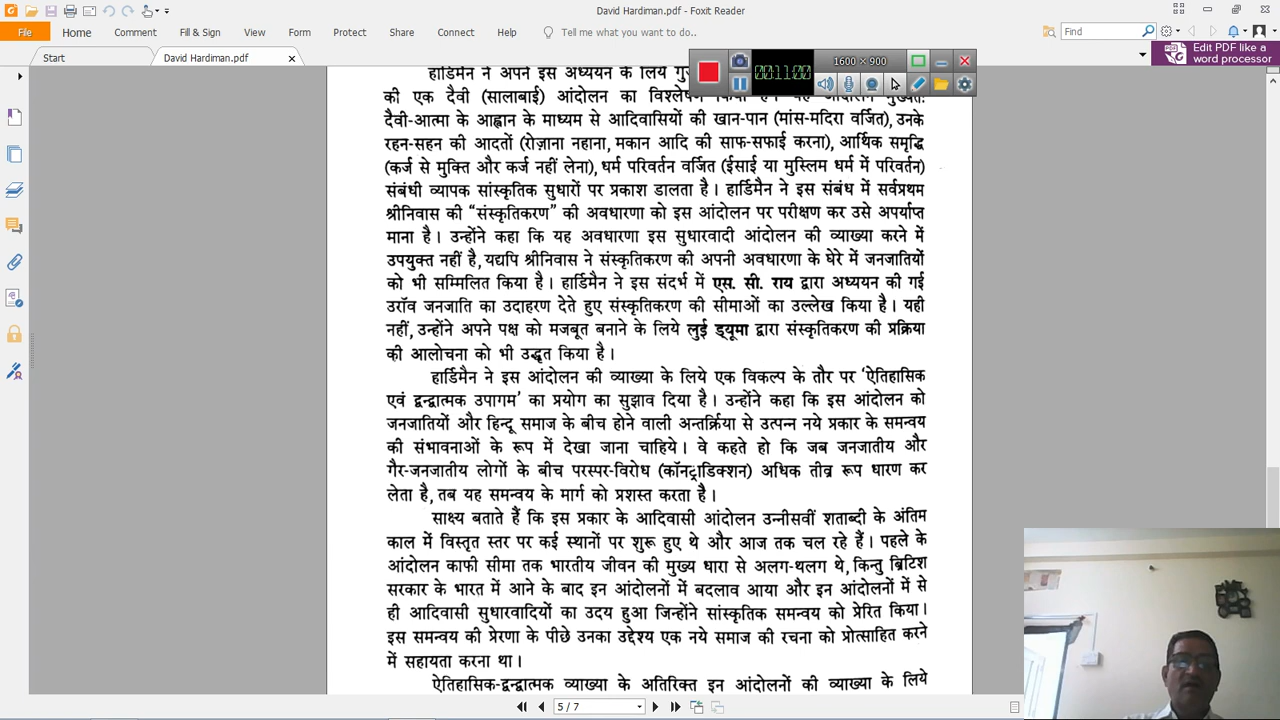 David Hardiman.pdf - Foxit Reader
File Home Comment Fill & Sign View Form Protect Share Connect Help Tell me what you want to do.. Find
Start David Hardiman.pdf
Edit PDF like a
word processor
00:11:00 1600 × 900
हार्डिमैन ने अपने इस अध्ययन के लिये
की एक दैवी (सालाबाई) आंदोलन का विश्लेषण किया है। यह आंदोलन मुख्यतः
दैवी-आत्मा के आह्वान के माध्यम से आदिवासियों की खान-पान (मांस-मदिरा वर्जित), उनके
रहन-सहन की आदतों (रोज़ाना नहाना, मकान आदि की साफ-सफाई करना), आर्थिक समृद्धि
(कर्ज से मुक्ति और कर्ज नहीं लेना), धर्म परिवर्तन वर्जित (ईसाई या मुस्लिम धर्म में परिवर्तन)
संबंधी व्यापक सांस्कृतिक सुधारों पर प्रकाश डालता है। हार्डिमैन ने इस संबंध में सर्वप्रथम
श्रीनिवास की “संस्कृतिकरण” की अवधारणा को इस आंदोलन पर परीक्षण कर उसे अपर्याप्त
माना है। उन्होंने कहा कि यह अवधारणा इस सुधारवादी आंदोलन की व्याख्या करने में
उपयुक्त नहीं है, यद्यपि श्रीनिवास ने संस्कृतिकरण की अपनी अवधारणा के घेरे में जनजातियों
को भी सम्मिलित किया है। हार्डिमैन ने इस संदर्भ में एस. सी. राय द्वारा अध्ययन की गई
उरॉव जनजाति का उदाहरण देते हुए संस्कृतिकरण की सीमाओं का उल्लेख किया है। यही
नहीं, उन्होंने अपने पक्ष को मजबूत बनाने के लिये लुई ड्यूमा द्वारा संस्कृतिकरण की प्रक्रिया
की आलोचना को भी उद्धृत किया है।
हार्डिमैन ने इस आंदोलन की व्याख्या के लिये एक विकल्प के तौर पर ‘ऐतिहासिक
एवं द्वन्द्वात्मक उपागम’ का प्रयोग का सुझाव दिया है। उन्होंने कहा कि इस आंदोलन को
जनजातियों और हिन्दू समाज के बीच होने वाली अन्तर्क्रिया से उत्पन्न नये प्रकार के समन्वय
की संभावनाओं के रूप में देखा जाना चाहिये। वे कहते हो कि जब जनजातीय और
गैर-जनजातीय लोगों के बीच परस्पर-विरोध (कॉनट्राडिक्शन) अधिक तीव्र रूप धारण कर
लेता है, तब यह समन्वय के मार्ग को प्रशस्त करता है।
साक्ष्य बताते हैं कि इस प्रकार के आदिवासी आंदोलन उन्नीसवीं शताब्दी के अंतिम
काल में विस्तृत स्तर पर कई स्थानों पर शुरू हुए थे और आज तक चल रहे हैं। पहले के
आंदोलन काफी सीमा तक भारतीय जीवन की मुख्य धारा से अलग-थलग थे, किन्तु ब्रिटिश
सरकार के भारत में आने के बाद इन आंदोलनों में बदलाव आया और इन आंदोलनों में से
ही आदिवासी सुधारवादियों का उदय हुआ जिन्होंने सांस्कृतिक समन्वय को प्रेरित किया।
इस समन्वय की प्रेरणा के पीछे उनका उद्देश्य एक नये समाज की रचना को प्रोत्साहित करने
में सहायता करना था।
ऐतिहासिक-द्वन्द्वात्मक व्याख्या के अतिरिक्त इन आंदोलनों की व्याख्या के लिये
5 / 7